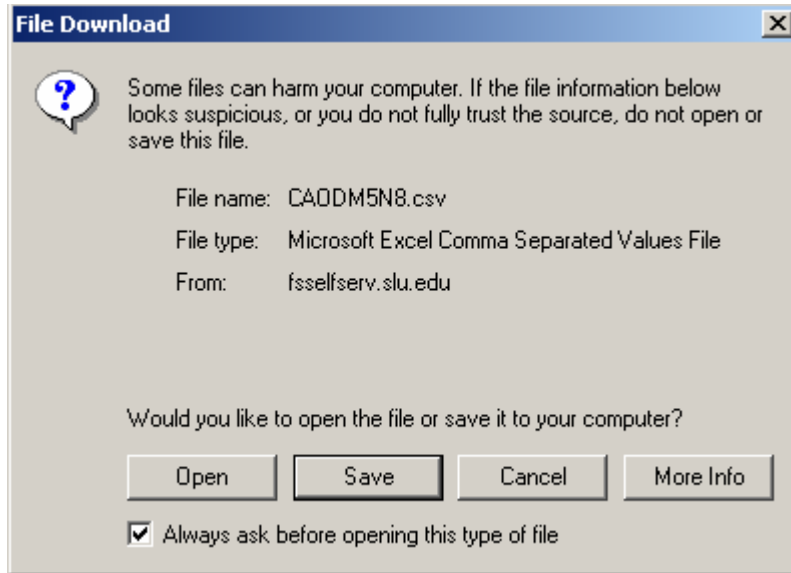 File Download
Some files can harm your computer. If the file information below
looks suspicious, or you do not fully trust the source, do not open or
save this file.
File name: CAODM5N8.csv
File type: Microsoft Excel Comma Separated Values File
From: fsselfserv.slu.edu
Would you like to open the file or save it to your computer?
Open Save Cancel More Info
Always ask before opening this type of file